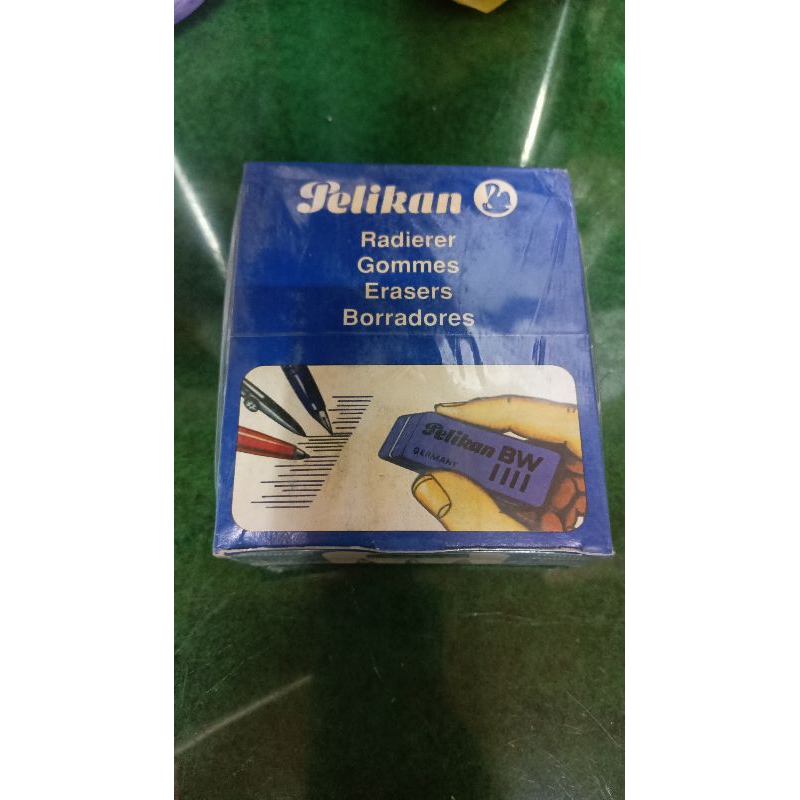 Pelikan
Radierer
Gommes
Erasers
Borradores
Pelikan BW
GERMANY